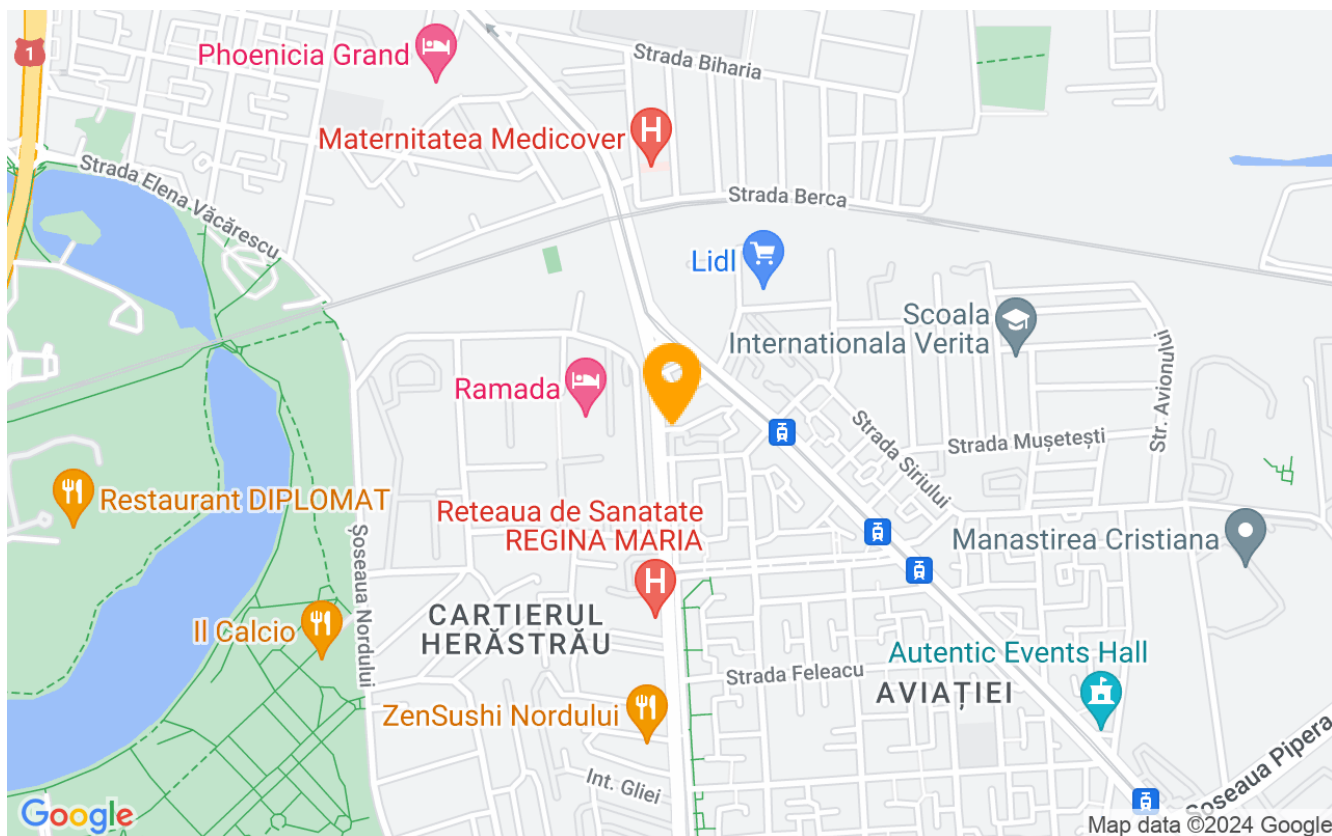 1
Phoenicia Grand
Strada Biharia
Maternitatea Medicover
H
Strada Elena Văcărescu
Strada Berca
Lidl
Scoala
Internationala Verita
Ramada
Str. Avionului
Strada Mușetești
Strada Siriului
Restaurant DIPLOMAT
Reteaua de Sanatate
REGINA MARIA
H
Șoseaua Nordului
Manastirea Cristiana
CARTIERUL
HERĂSTRĂU
Il Calcio
Autentic Events Hall
Strada Feleacu
AVIAȚIEI
ZenSushi Nordului
Int. Gliei
Șoseaua Pipera
Google
Map data ©2024 Google